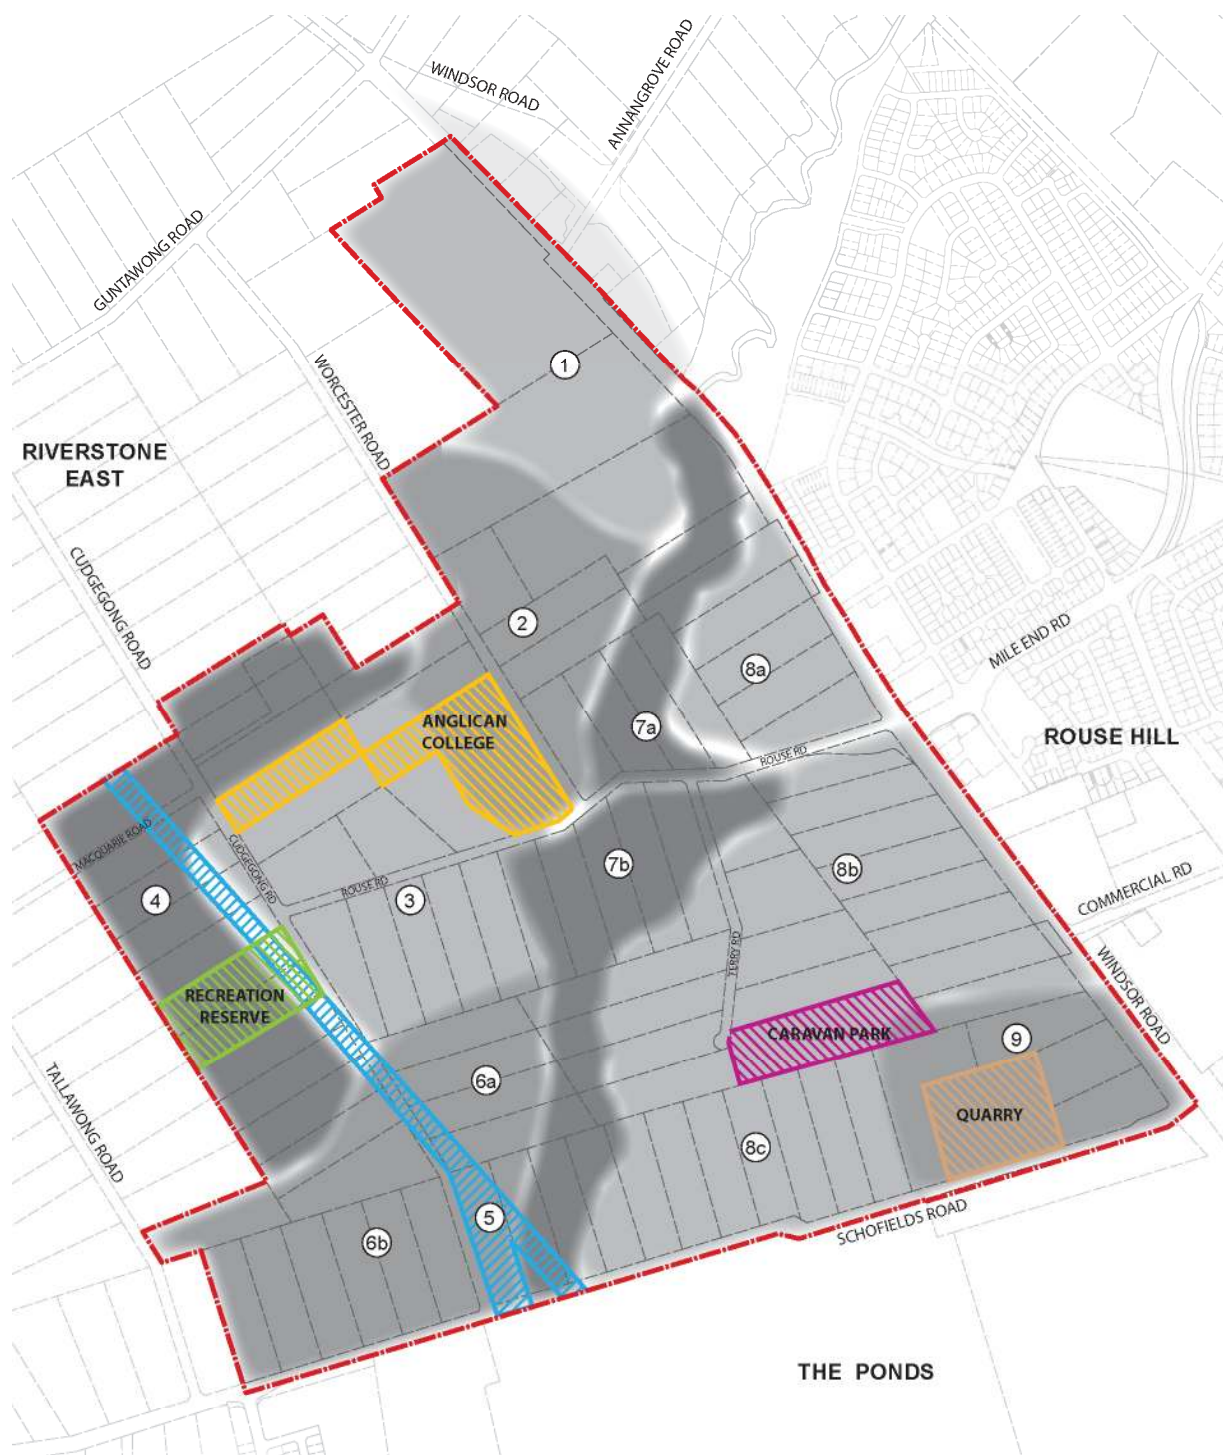 WINDSOR ROAD
ANNANGROVE ROAD
GUNTAWONG ROAD
1
WORCESTER ROAD
RIVERSTONE
EAST
CUDGEGONG ROAD
2
MILE END RD
8a
ANGLICAN
COLLEGE
7a
ROUSE HILL
ROUSE RD
MACQUARIE ROAD
CUDGEGONG RD
7b
8b
ROUSE RD
3
4
COMMERCIAL RD
TERRY RD
WINDSOR ROAD
RECREATION
RESERVE
CARAVAN PARK
9
TALLAWONG ROAD
6a
QUARRY
8c
5
SCHOFIELDS ROAD
6b
THE PONDS